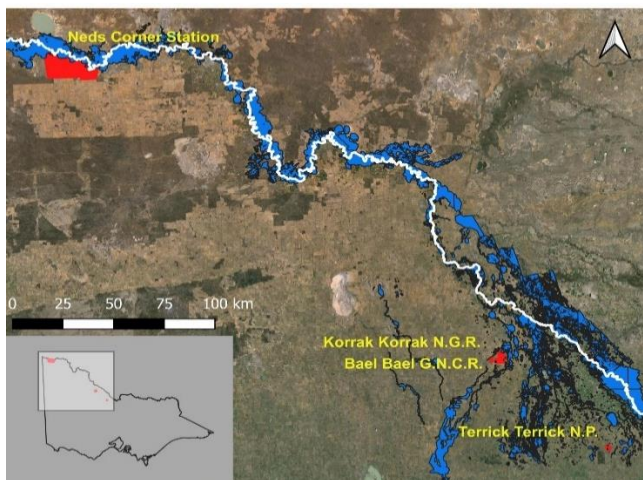 Neds Corner Station
0 25 50 75 100 km
Korrak Korrak N.G.R.
Bael Bael G.N.C.R.
Terrick Terrick N.P.